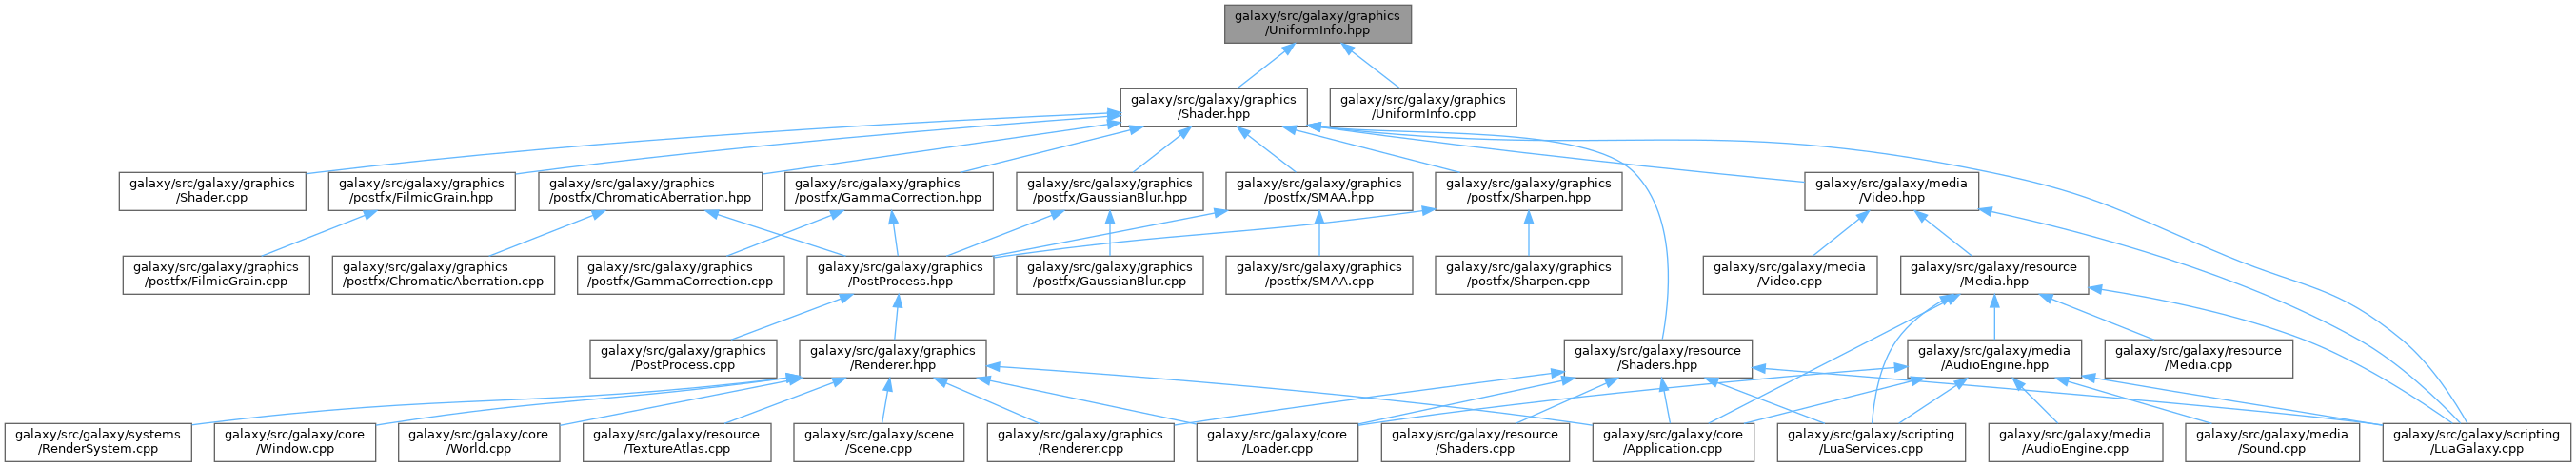 galaxy/src/galaxy/graphics
/UniformInfo.hpp
galaxy/src/galaxy/graphics
/Shader.hpp
galaxy/src/galaxy/graphics
/UniformInfo.cpp
galaxy/src/galaxy/graphics
/Shader.cpp
galaxy/src/galaxy/graphics
/postfx/FilmicGrain.hpp
galaxy/src/galaxy/graphics
/postfx/ChromaticAberration.hpp
galaxy/src/galaxy/graphics
/postfx/GammaCorrection.hpp
galaxy/src/galaxy/graphics
/postfx/GaussianBlur.hpp
galaxy/src/galaxy/graphics
/postfx/SMAA.hpp
galaxy/src/galaxy/graphics
/postfx/Sharpen.hpp
galaxy/src/galaxy/media
/Video.hpp
galaxy/src/galaxy/graphics
/postfx/FilmicGrain.cpp
galaxy/src/galaxy/graphics
/postfx/ChromaticAberration.cpp
galaxy/src/galaxy/graphics
/postfx/GammaCorrection.cpp
galaxy/src/galaxy/graphics
/PostProcess.hpp
galaxy/src/galaxy/graphics
/postfx/GaussianBlur.cpp
galaxy/src/galaxy/graphics
/postfx/SMAA.cpp
galaxy/src/galaxy/graphics
/postfx/Sharpen.cpp
galaxy/src/galaxy/media
/Video.cpp
galaxy/src/galaxy/resource
/Media.hpp
galaxy/src/galaxy/graphics
/PostProcess.cpp
galaxy/src/galaxy/graphics
/Renderer.hpp
galaxy/src/galaxy/resource
/Shaders.hpp
galaxy/src/galaxy/media
/AudioEngine.hpp
galaxy/src/galaxy/resource
/Media.cpp
galaxy/src/galaxy/systems
/RenderSystem.cpp
galaxy/src/galaxy/core
/Window.cpp
galaxy/src/galaxy/core
/World.cpp
galaxy/src/galaxy/resource
/TextureAtlas.cpp
galaxy/src/galaxy/scene
/Scene.cpp
galaxy/src/galaxy/graphics
/Renderer.cpp
galaxy/src/galaxy/core
/Loader.cpp
galaxy/src/galaxy/resource
/Shaders.cpp
galaxy/src/galaxy/core
/Application.cpp
galaxy/src/galaxy/scripting
/LuaServices.cpp
galaxy/src/galaxy/media
/AudioEngine.cpp
galaxy/src/galaxy/media
/Sound.cpp
galaxy/src/galaxy/scripting
/LuaGalaxy.cpp